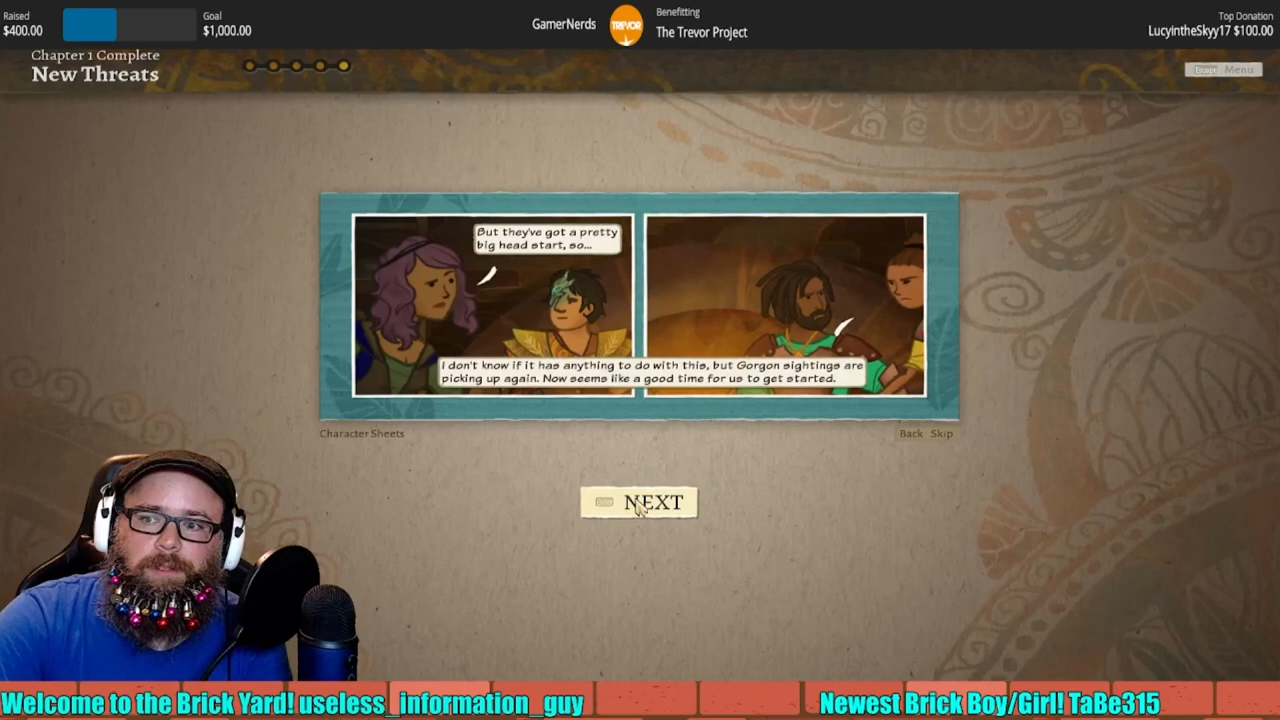 Raised
$400.00
Goal
$1,000.00
GamerNerds
TREVOR
Benefitting
The Trevor Project
Top Donation
LucyintheSkyy17 $100.00
Chapter 1 Complete
New Threats
Escape Menu
But they've got a pretty
big head start, so...
I don't know if it has anything to do with this, but Gorgon sightings are
picking up again. Now seems like a good time for us to get started.
Character Sheets
Back Skip
NEXT
Welcome to the Brick Yard! useless_information_guy
Newest Brick Boy/Girl! TaBe315